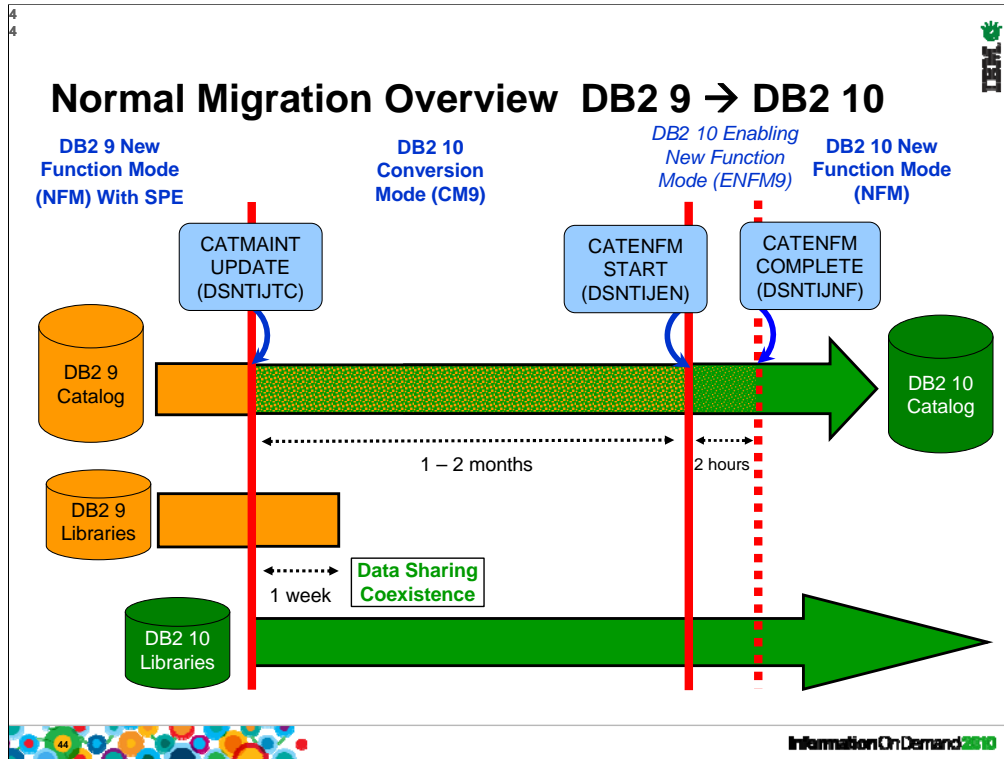 4
4
IBM
Normal Migration Overview DB2 9 → DB2 10
DB2 9 New
Function Mode
(NFM) With SPE
DB2 10
Conversion
Mode (CM9)
DB2 10 Enabling
New Function
Mode (ENFM9)
DB2 10 New
Function Mode
(NFM)
CATMAINT
UPDATE
(DSNTIJTC)
CATENFM
START
(DSNTIJEN)
CATENFM
COMPLETE
(DSNTIJNF)
DB2 9
Catalog
DB2 10
Catalog
1 – 2 months
2 hours
DB2 9
Libraries
1 week
Data Sharing
Coexistence
DB2 10
Libraries
44
Information On Demand 2010